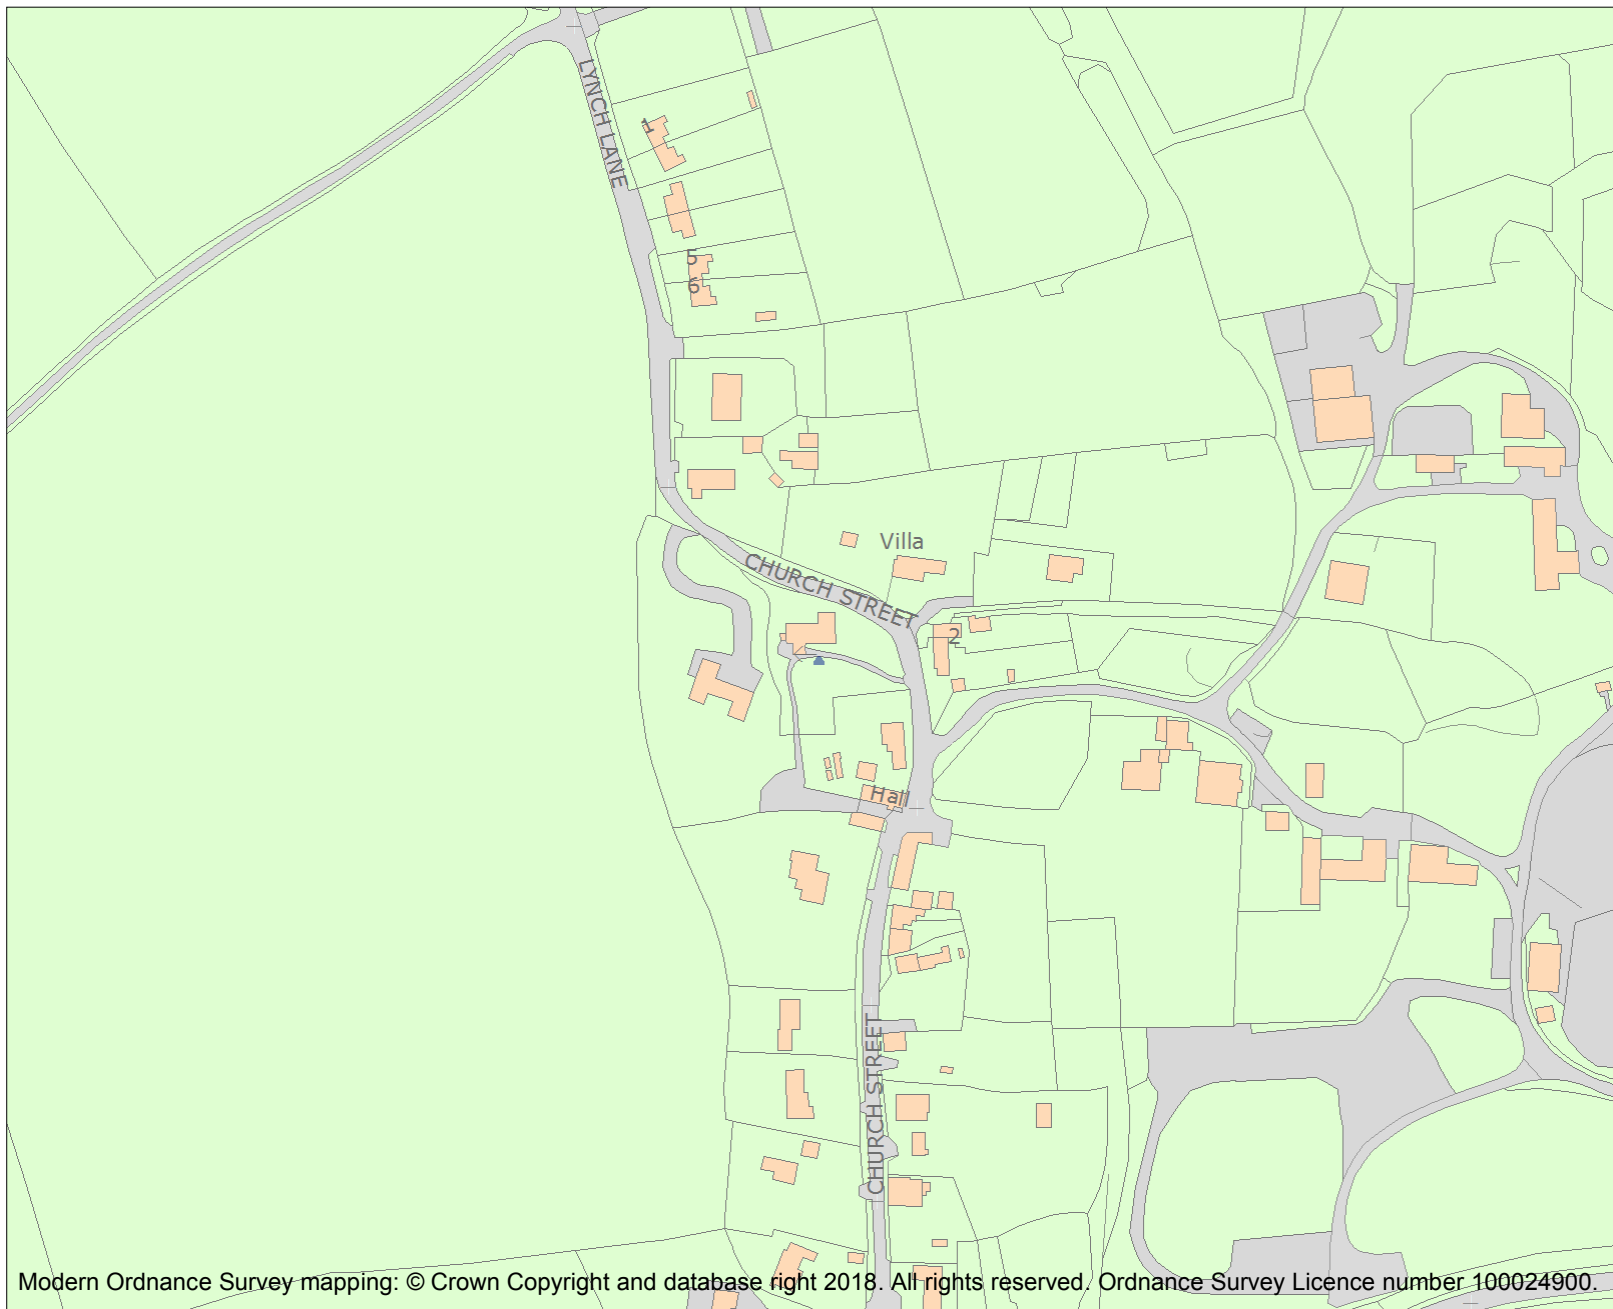 LYNCH LANE
1
5
6
Villa
CHURCH STREET
2
Hall
CHURCH STREET
Modern Ordnance Survey mapping: © Crown Copyright and database right 2018. All rights reserved. Ordnance Survey Licence number 100024900.